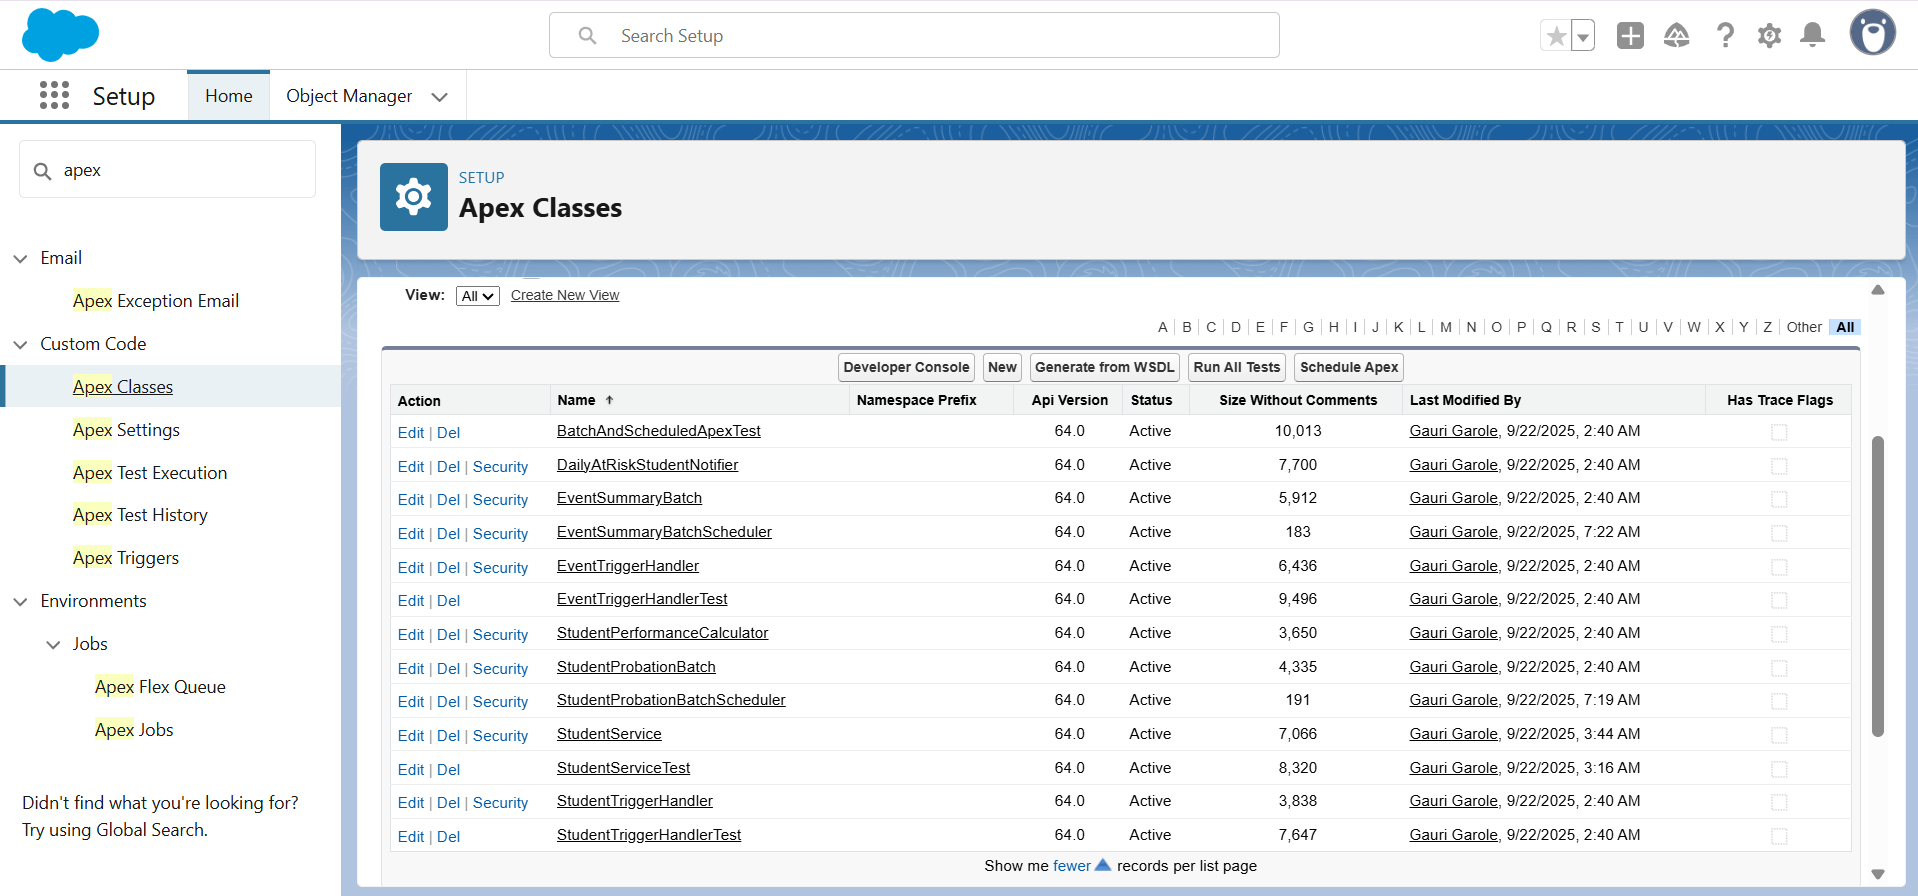 Search Setup
Setup
Home
Object Manager
apex
Email
Apex Exception Email
Custom Code
Apex Classes
Apex Settings
Apex Test Execution
Apex Test History
Apex Triggers
Environments
Jobs
Apex Flex Queue
Apex Jobs
Didn't find what you're looking for?
Try using Global Search.
SETUP
Apex Classes
View: All Create New View
A | B | C | D | E | F | G | H | I | J | K | L | M | N | O | P | Q | R | S | T | U | V | W | X | Y | Z | Other | All
Developer Console New Generate from WSDL Run All Tests Schedule Apex
Action Name Namespace Prefix Api Version Status Size Without Comments Last Modified By Has Trace Flags
Edit | Del BatchAndScheduledApexTest 64.0 Active 10,013 Gauri Garole, 9/22/2025, 2:40 AM
Edit | Del | Security DailyAtRiskStudentNotifier 64.0 Active 7,700 Gauri Garole, 9/22/2025, 2:40 AM
Edit | Del | Security EventSummaryBatch 64.0 Active 5,912 Gauri Garole, 9/22/2025, 2:40 AM
Edit | Del | Security EventSummaryBatchScheduler 64.0 Active 183 Gauri Garole, 9/22/2025, 7:22 AM
Edit | Del | Security EventTriggerHandler 64.0 Active 6,436 Gauri Garole, 9/22/2025, 2:40 AM
Edit | Del EventTriggerHandlerTest 64.0 Active 9,496 Gauri Garole, 9/22/2025, 2:40 AM
Edit | Del | Security StudentPerformanceCalculator 64.0 Active 3,650 Gauri Garole, 9/22/2025, 2:40 AM
Edit | Del | Security StudentProbationBatch 64.0 Active 4,335 Gauri Garole, 9/22/2025, 2:40 AM
Edit | Del | Security StudentProbationBatchScheduler 64.0 Active 191 Gauri Garole, 9/22/2025, 7:19 AM
Edit | Del | Security StudentService 64.0 Active 7,066 Gauri Garole, 9/22/2025, 3:44 AM
Edit | Del StudentServiceTest 64.0 Active 8,320 Gauri Garole, 9/22/2025, 3:16 AM
Edit | Del | Security StudentTriggerHandler 64.0 Active 3,838 Gauri Garole, 9/22/2025, 2:40 AM
Edit | Del StudentTriggerHandlerTest 64.0 Active 7,647 Gauri Garole, 9/22/2025, 2:40 AM
Show me fewer records per list page